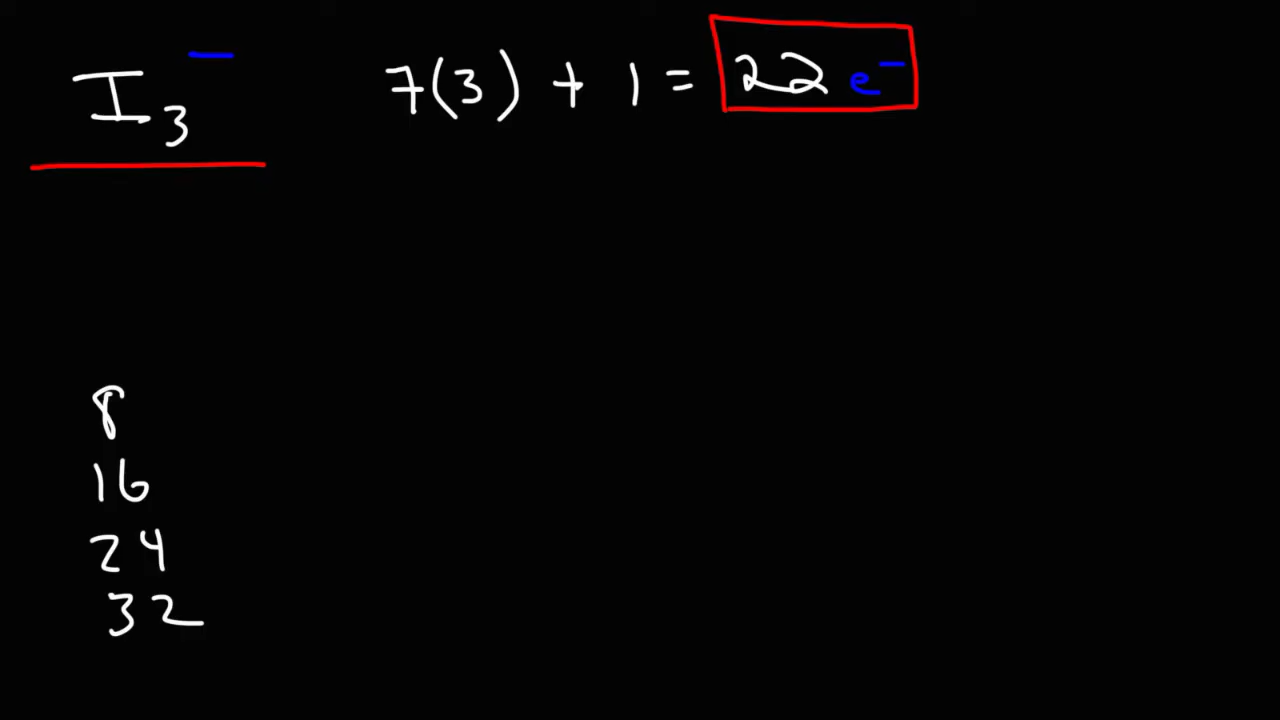 I₃⁻ 7(3) + 1 = 22 e⁻
8
16
24
32